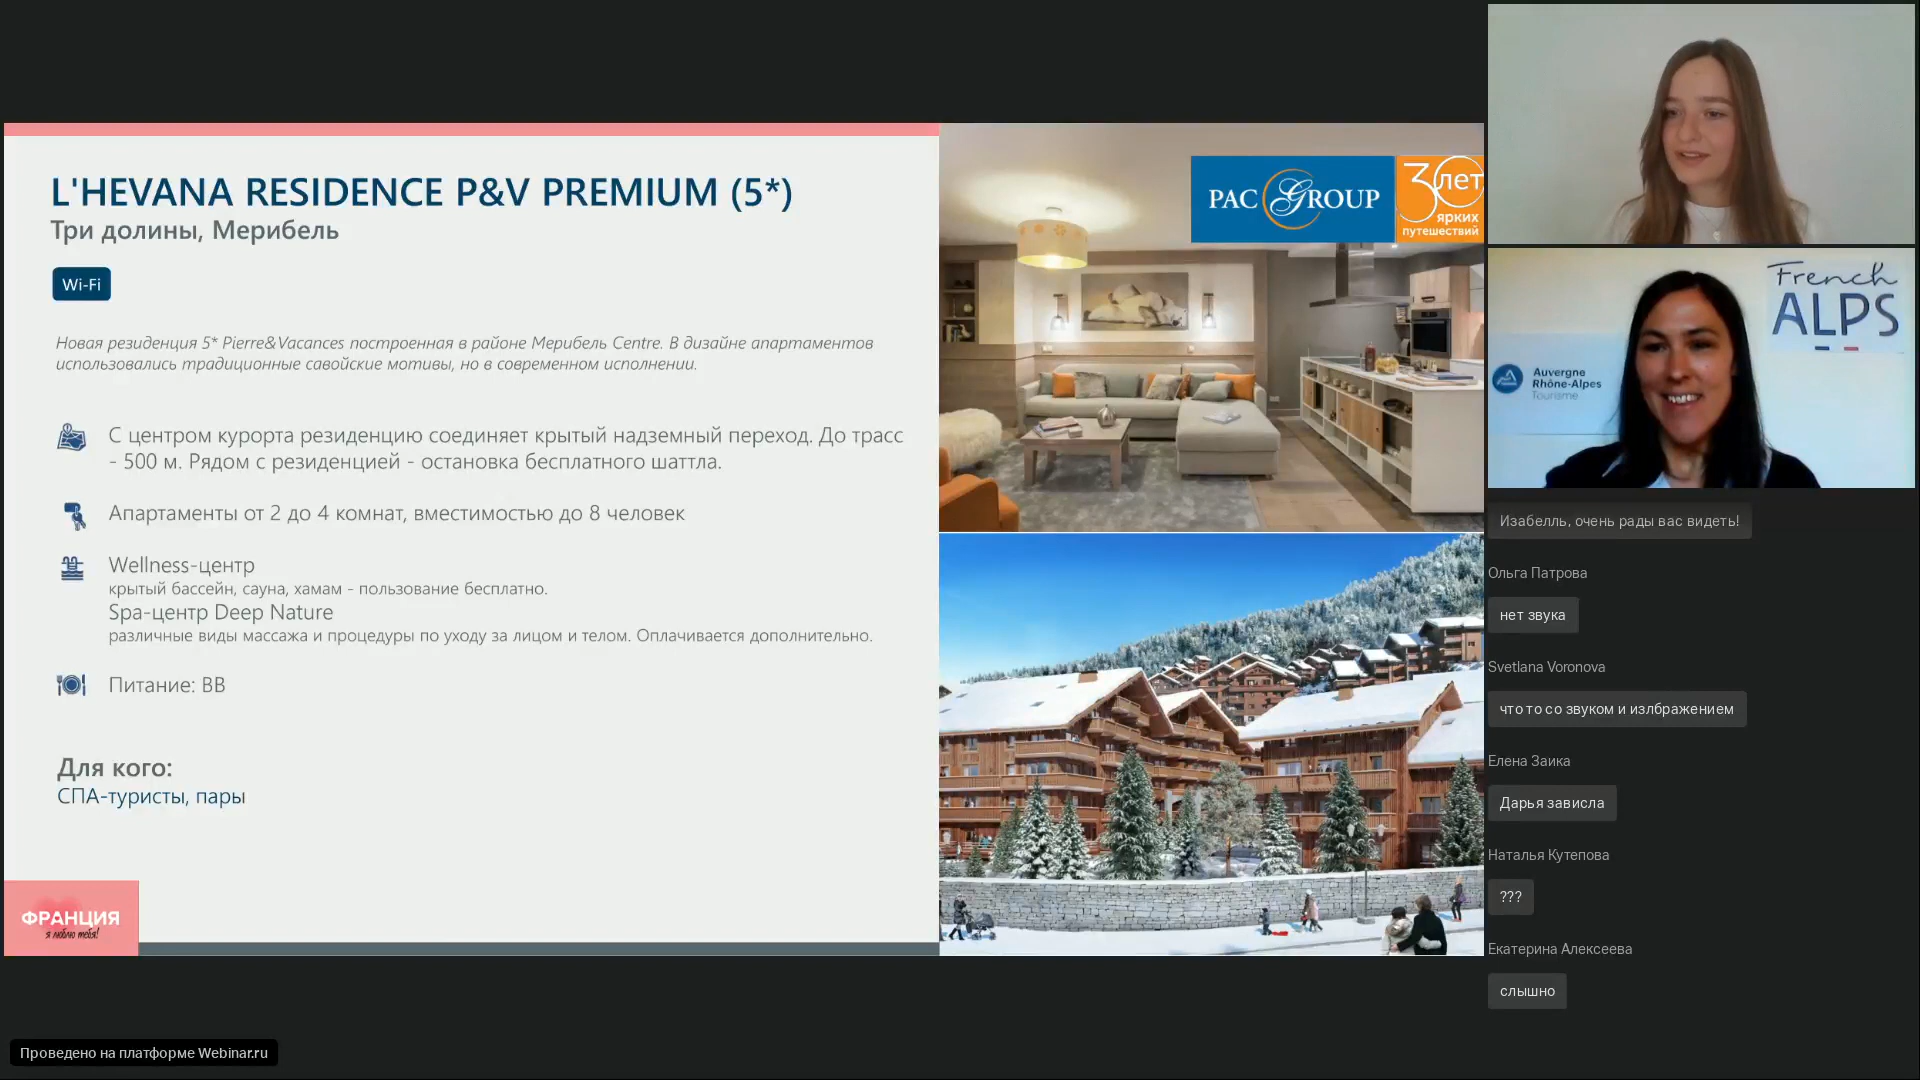 L'HEVANA RESIDENCE P&V PREMIUM (5*)
Три долины, Мерибель
Wi-Fi
Новая резиденция 5* Pierre&Vacances построенная в районе Мерибель Centre. В дизайне апартаментов
использовались традиционные савойские мотивы, но в современном исполнении.
С центром курорта резиденцию соединяет крытый надземный переход. До трасс
- 500 м. Рядом с резиденцией - остановка бесплатного шаттла.
Апартаменты от 2 до 4 комнат, вместимостью до 8 человек
Wellness-центр
крытый бассейн, сауна, хамам - пользование бесплатно.
Spa-центр Deep Nature
различные виды массажа и процедуры по уходу за лицом и телом. Оплачивается дополнительно.
Питание: BB
Для кого:
СПА-туристы, пары
ФРАНЦИЯ
я люблю тебя!
PAC GROUP
30 лет
ярких
путешествий
French
ALPS
Auvergne
Rhône-Alpes
Tourisme
Изабелль, очень рады вас видеть!
Ольга Патрова
нет звука
Svetlana Voronova
что то со звуком и излбражением
Елена Заика
Дарья зависла
Наталья Кутепова
???
Екатерина Алексеева
слышно
Проведено на платформе Webinar.ru